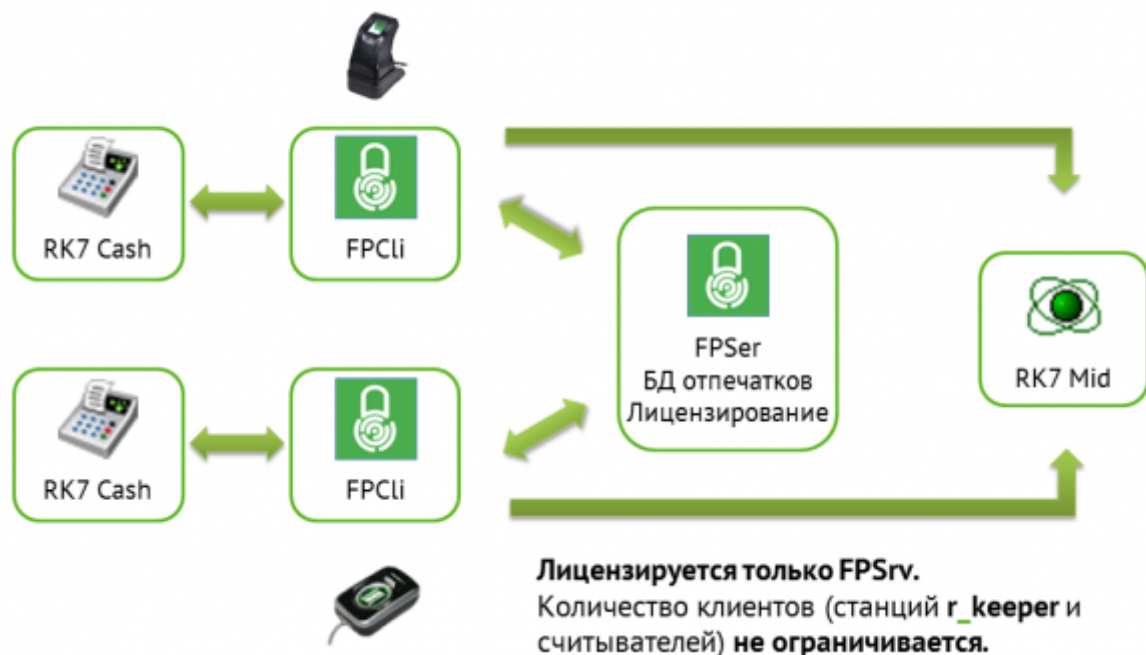 RK7 Cash
FPCli
FPSer
БД отпечатков
Лицензирование
RK7 Mid
RK7 Cash
FPCli
Лицензируется только FPSrv.
Количество клиентов (станций r_keeper и
считывателей) не ограничивается.